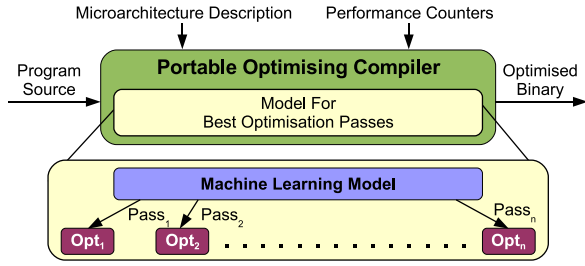 Microarchitecture Description
Performance Counters
Program Source
Portable Optimising Compiler
Optimised Binary
Model For
Best Optimisation Passes
Machine Learning Model
Pass1
Pass2
Passn
Opt1
Opt2
. . . . . . . . . . . . . . . .
Optn